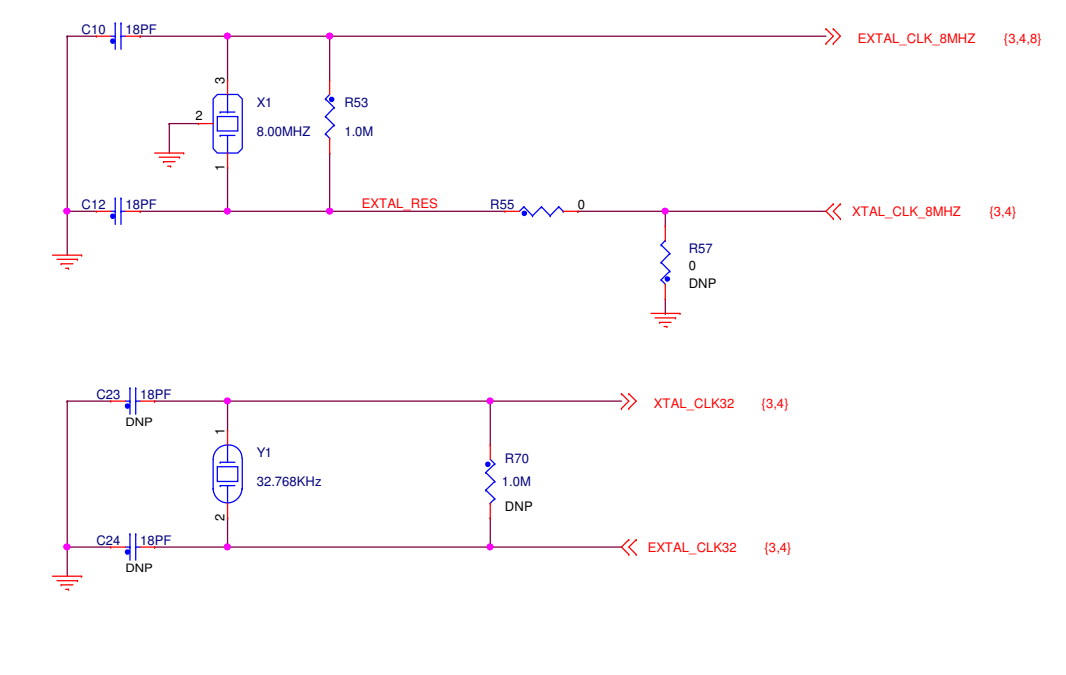 C10 18PF
EXTAL_CLK_8MHZ {3,4,8}
3
X1
R53
2
8.00MHZ
1.0M
1
C12 18PF
EXTAL_RES
R55 0
XTAL_CLK_8MHZ {3,4}
R57
0
DNP
C23 18PF
DNP
XTAL_CLK32 {3,4}
1
Y1
R70
32.768KHz
1.0M
DNP
2
C24 18PF
DNP
EXTAL_CLK32 {3,4}